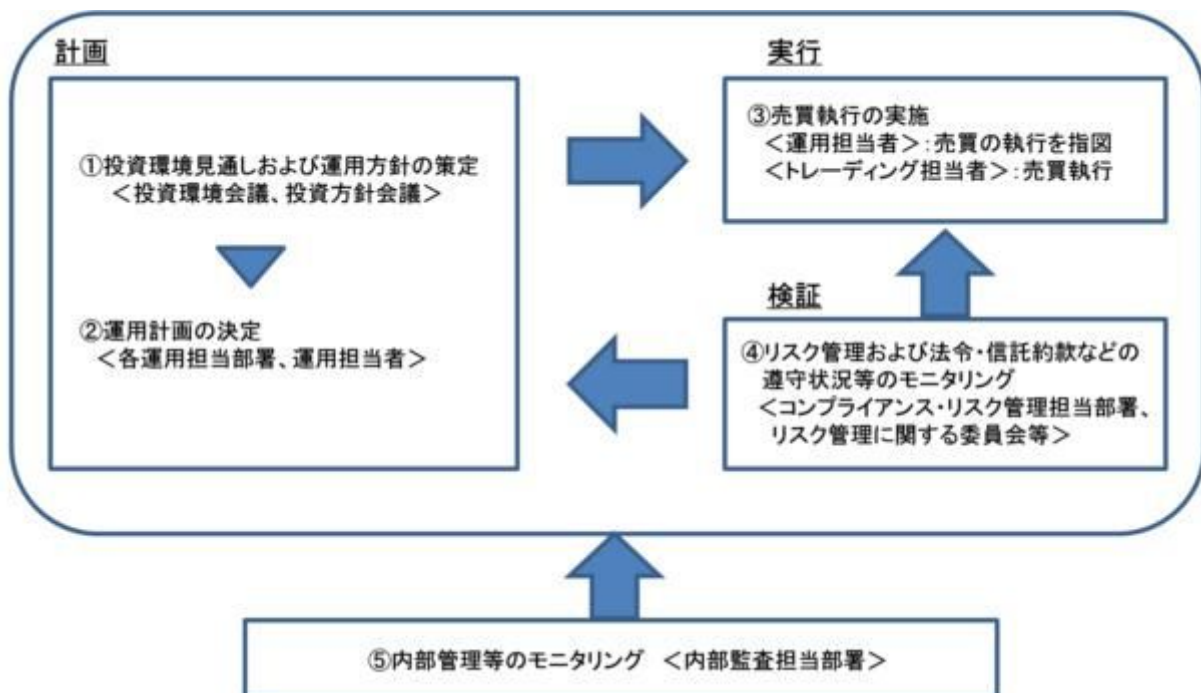 計画
①投資環境見通しおよび運用方針の策定
＜投資環境会議、投資方針会議＞
②運用計画の決定
＜各運用担当部署、運用担当者＞
実行
③売買執行の実施
＜運用担当者＞：売買の執行を指図
＜トレーディング担当者＞：売買執行
検証
④リスク管理および法令・信託約款などの
遵守状況等のモニタリング
＜コンプライアンス・リスク管理担当部署、
リスク管理に関する委員会等＞
⑤内部管理等のモニタリング ＜内部監査担当部署＞